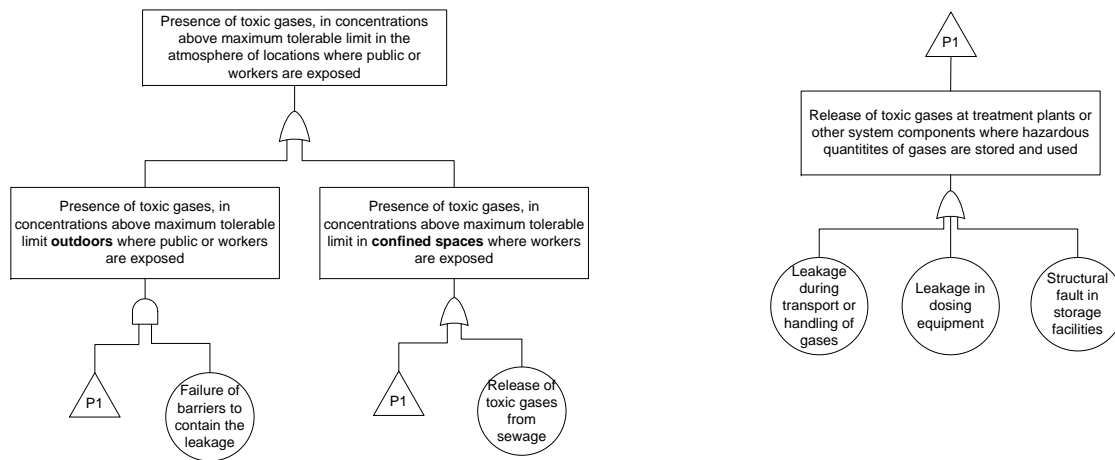 Presence of toxic gases, in concentrations
above maximum tolerable limit in the
atmosphere of locations where public or
workers are exposed
Presence of toxic gases, in
concentrations above maximum tolerable
limit outdoors where public or workers
are exposed
Presence of toxic gases, in
concentrations above maximum tolerable
limit in confined spaces where workers
are exposed
P1
Failure of
barriers to
contain the
leakage
P1
Release of
toxic gases
from
sewage
P1
Release of toxic gases at treatment plants or
other system components where hazardous
quantitites of gases are stored and used
Leakage
during
transport or
handling of
gases
Leakage in
dosing
equipment
Structural
fault in
storage
facilities